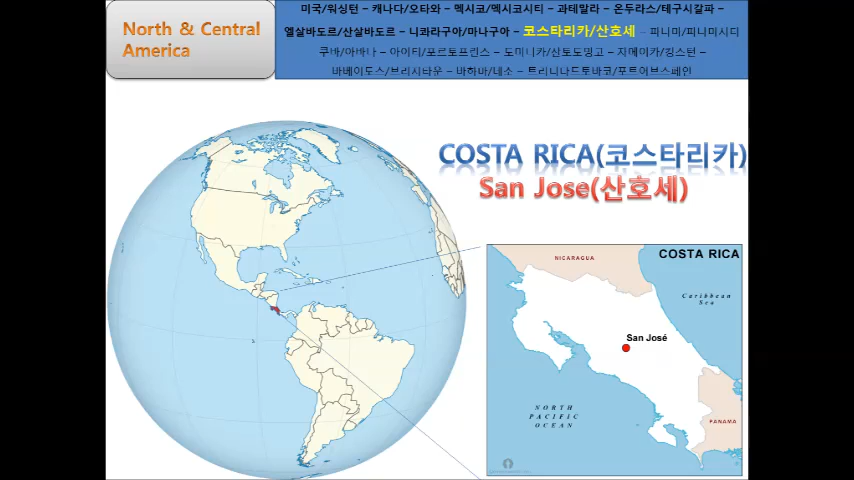 North & Central
America
미국/워싱턴 – 캐나다/오타와 – 멕시코/멕시코시티 – 과테말라 – 온두라스/테구시칼파 –
엘살바도르/산살바도르 – 니콰라구아/마나구아 – 코스타리카/산호세 – 파나마/파나마시티
쿠바/아바나 – 아이티/포르토프랭스 – 도미니카/산토도밍고 – 자메이카/킹스턴 –
바베이도스/브리지타운 – 바하마/네소 – 트리니다드토바코/포트어브스페인
COSTA RICA(코스타리카)
San Jose(산호세)
NICARAGUA
COSTA RICA
Caribbean
Sea
San José
NORTH
PACIFIC
OCEAN
PANAMA